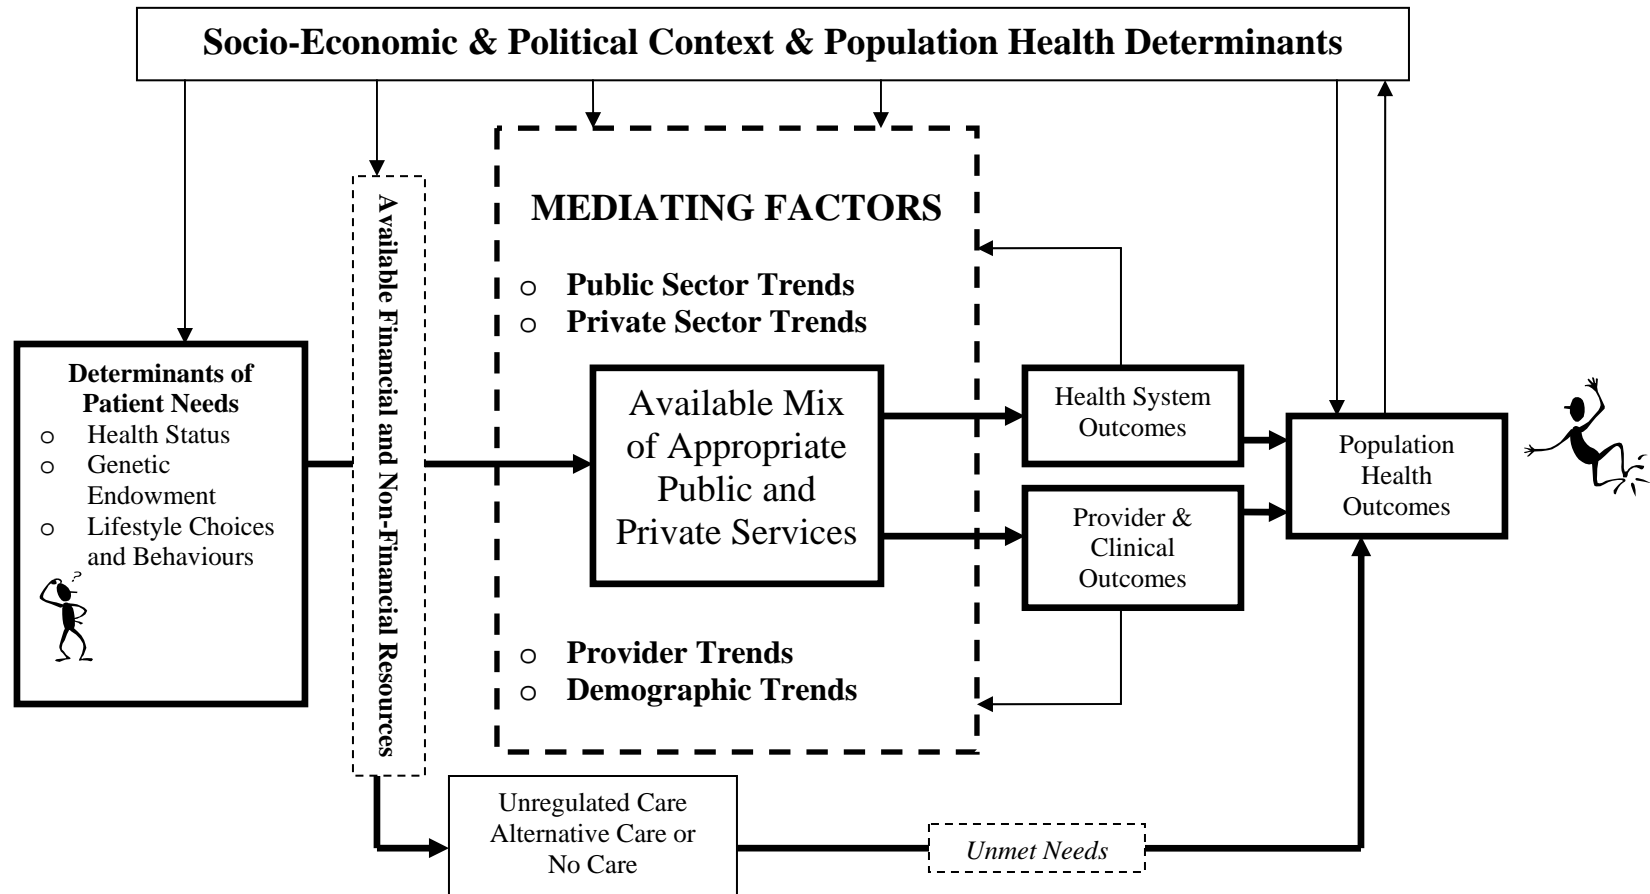 Socio-Economic & Political Context & Population Health Determinants
Available Financial and Non-Financial Resources
MEDIATING FACTORS
o Public Sector Trends
o Private Sector Trends
Determinants of
Patient Needs
o Health Status
o Genetic
Endowment
o Lifestyle Choices
and Behaviours
?
Available Mix
of Appropriate
Public and
Private Services
Health System
Outcomes
Provider &
Clinical
Outcomes
Population
Health
Outcomes
o Provider Trends
o Demographic Trends
Unregulated Care
Alternative Care or
No Care
Unmet Needs